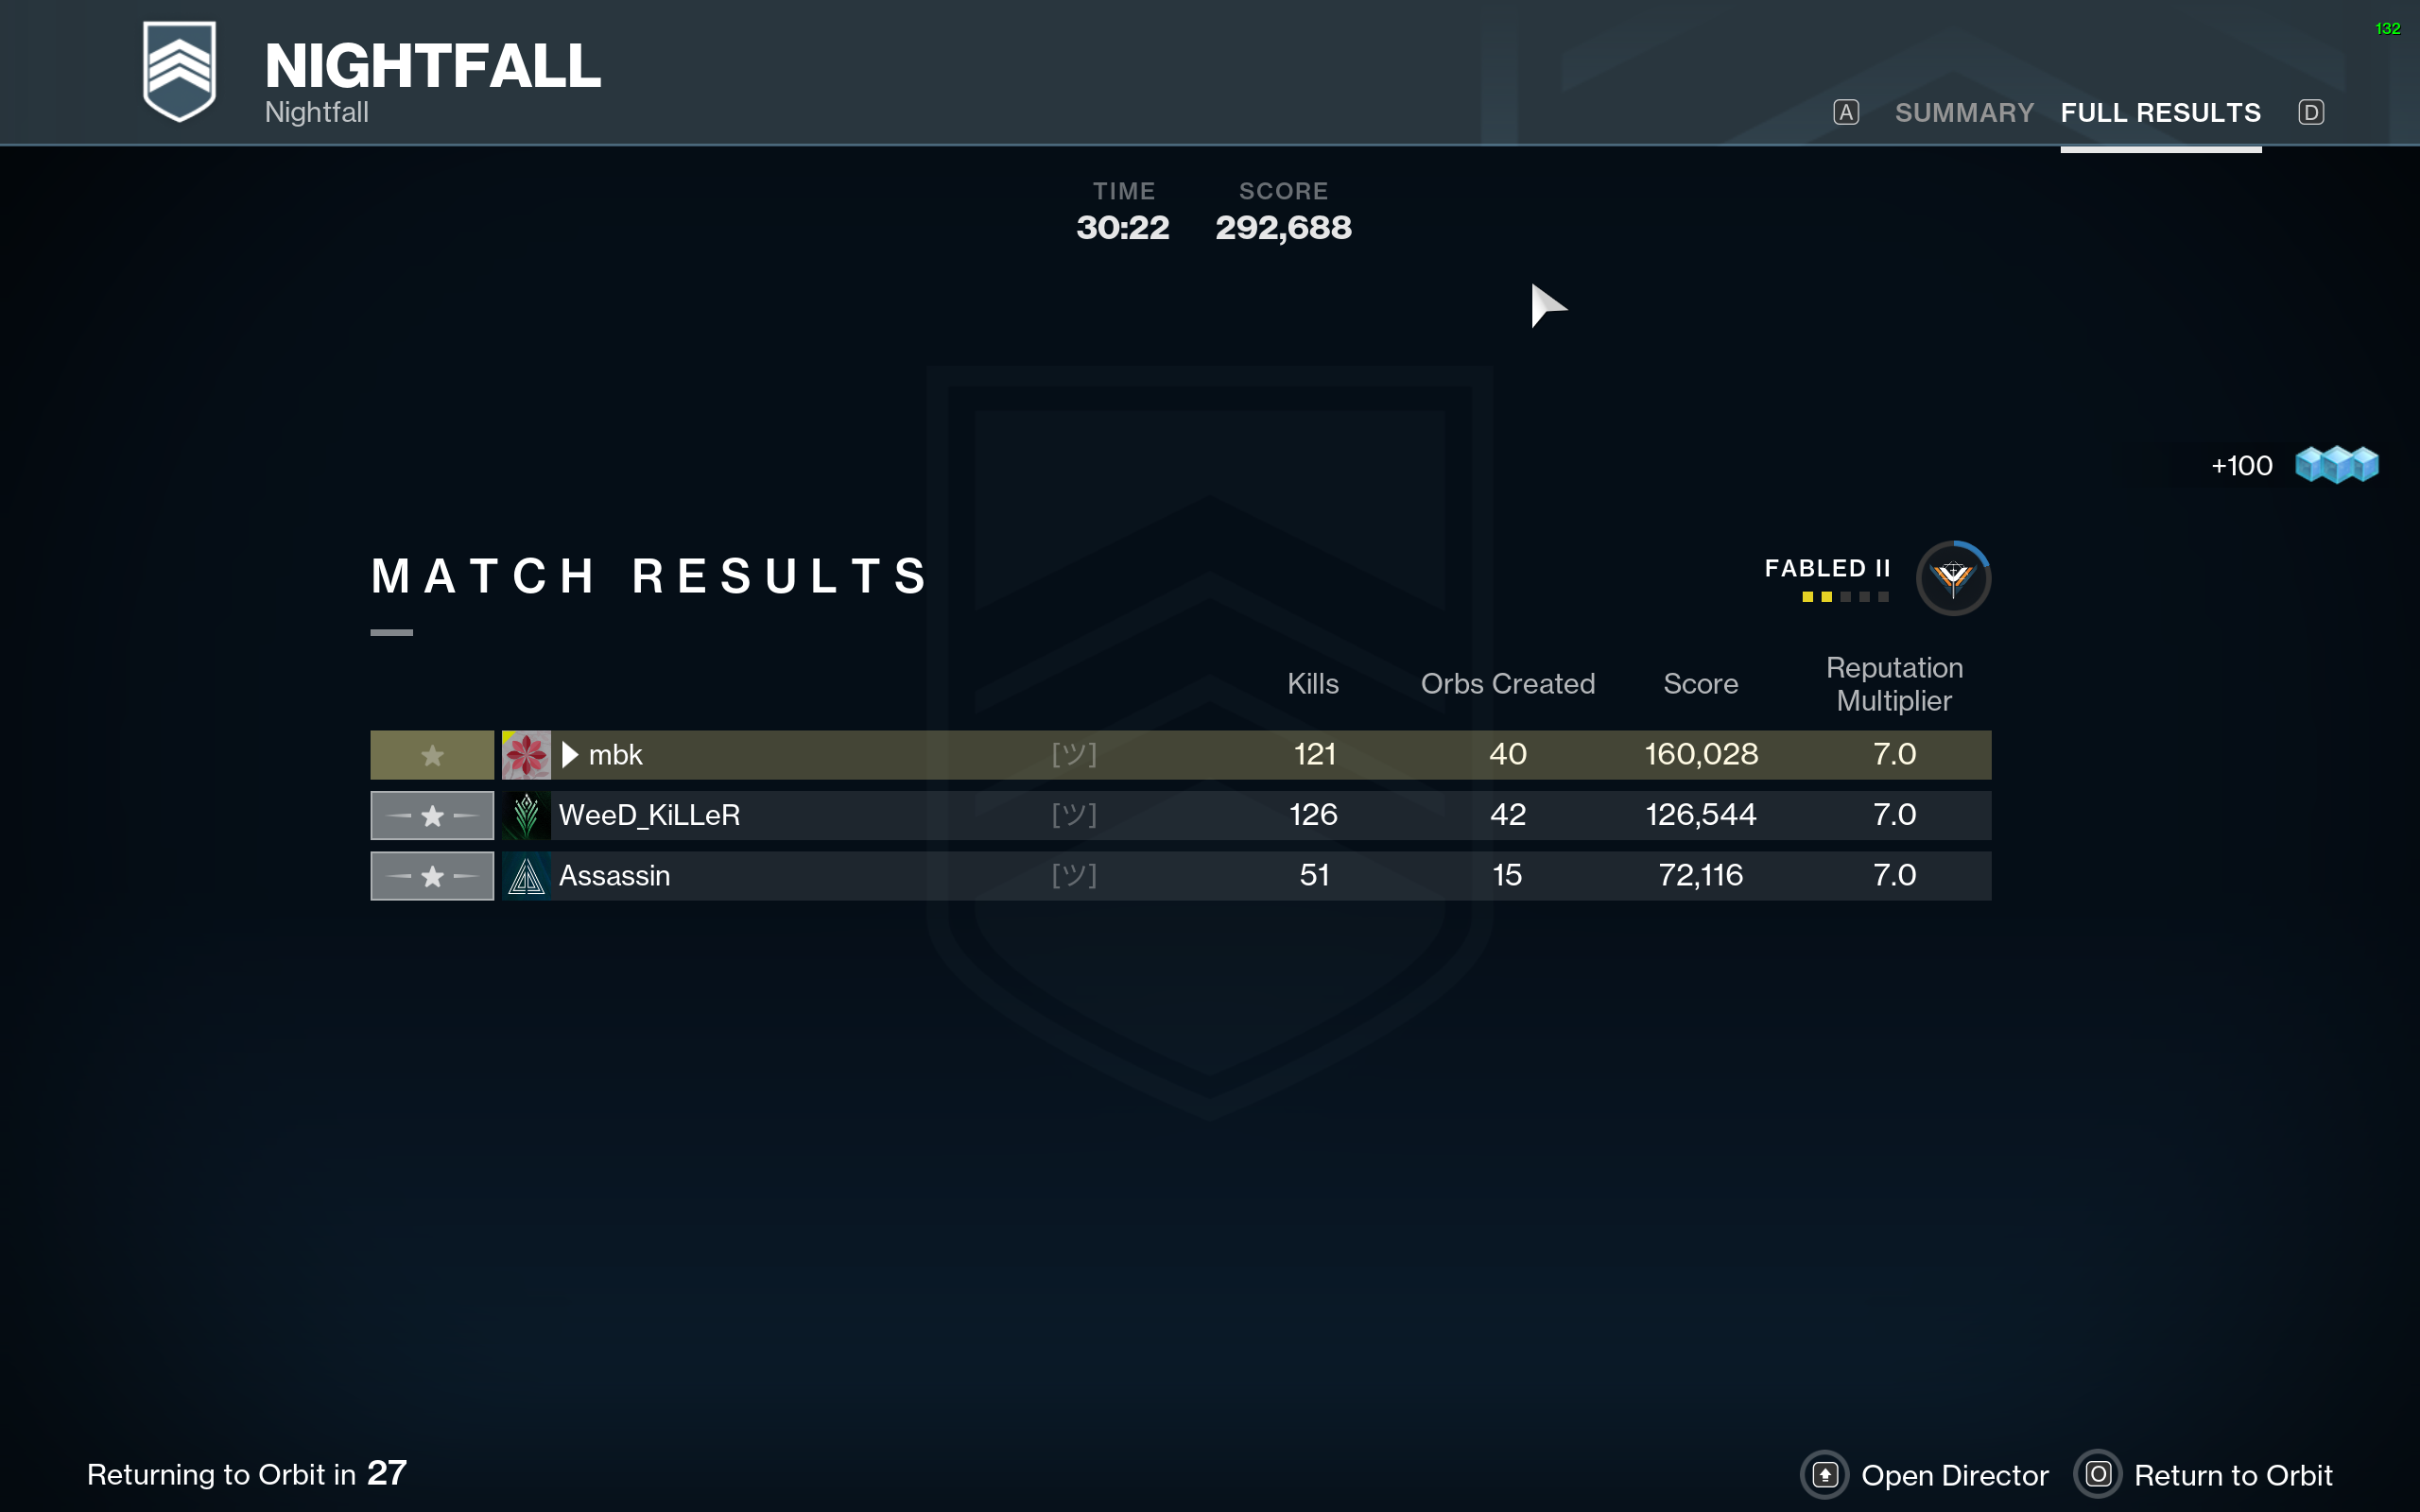 132
NIGHTFALL
Nightfall
A SUMMARY FULL RESULTS D
TIME SCORE
30:22 292,688
+100
MATCH RESULTS
FABLED II
Kills Orbs Created Score Reputation Multiplier
mbk [ツ] 121 40 160,028 7.0
WeeD_KiLLeR [ツ] 126 42 126,544 7.0
Assassin [ツ] 51 15 72,116 7.0
Returning to Orbit in 27
Open Director O Return to Orbit